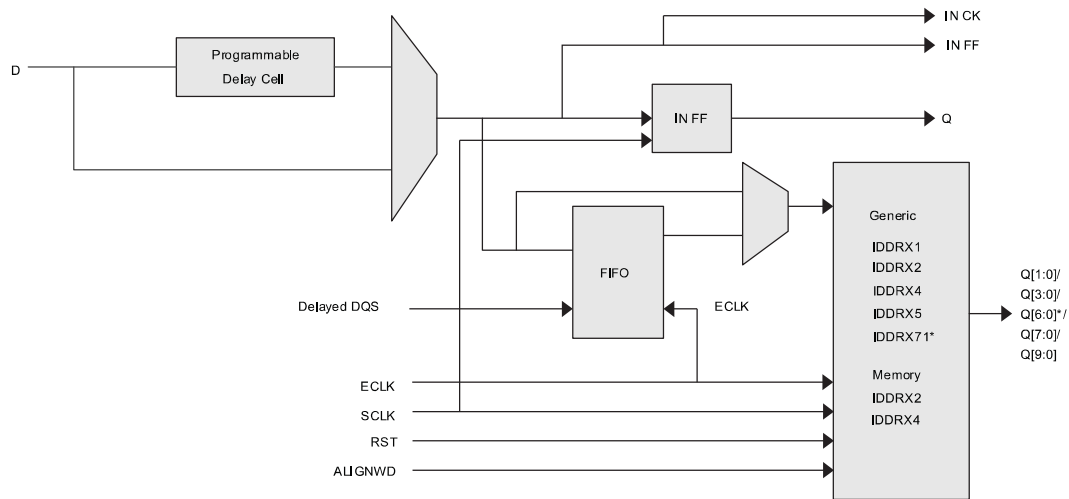 IN CK
IN FF
D
Programmable
Delay Cell
IN FF
Q
Generic
IDDRX1
IDDRX2
IDDRX4
IDDRX5
IDDRX71*
Memory
IDDRX2
IDDRX4
FIFO
Delayed DQS
ECLK
Q[1:0]/
Q[3:0]/
Q[6:0]*/
Q[7:0]/
Q[9:0]
ECLK
SCLK
RST
ALIGNWD